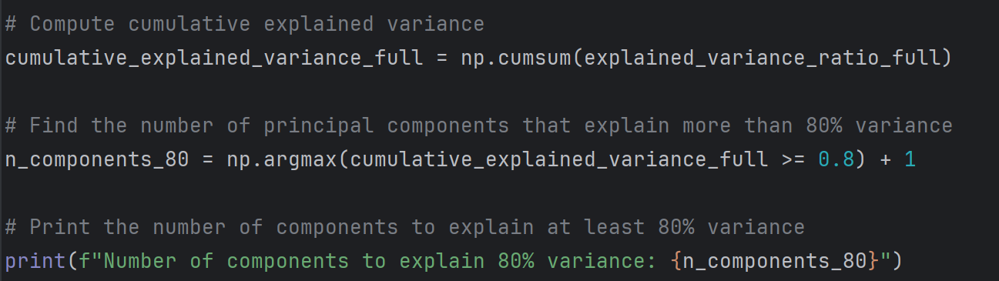 # Compute cumulative explained variance
cumulative_explained_variance_full = np.cumsum(explained_variance_ratio_full)
# Find the number of principal components that explain more than 80% variance
n_components_80 = np.argmax(cumulative_explained_variance_full >= 0.8) + 1
# Print the number of components to explain at least 80% variance
print(f"Number of components to explain 80% variance: {n_components_80}")